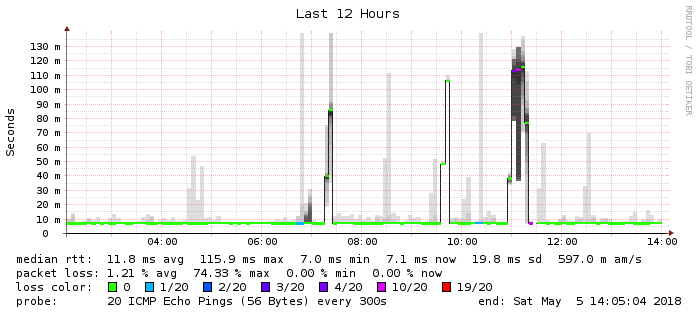 Last 12 Hours
RRDTOOL / TOBI OETIKER
Seconds
130 m
120 m
110 m
100 m
90 m
80 m
70 m
60 m
50 m
40 m
30 m
20 m
10 m
0
04:00 06:00 08:00 10:00 12:00 14:00
median rtt: 11.8 ms avg 115.9 ms max 7.0 ms min 7.1 ms now 19.8 ms sd 597.0 m am/s
packet loss: 1.21 % avg 74.33 % max 0.00 % min 0.00 % now
loss color: 0 1/20 2/20 3/20 4/20 10/20 19/20
probe: 20 ICMP Echo Pings (56 Bytes) every 300s end: Sat May 5 14:05:04 2018